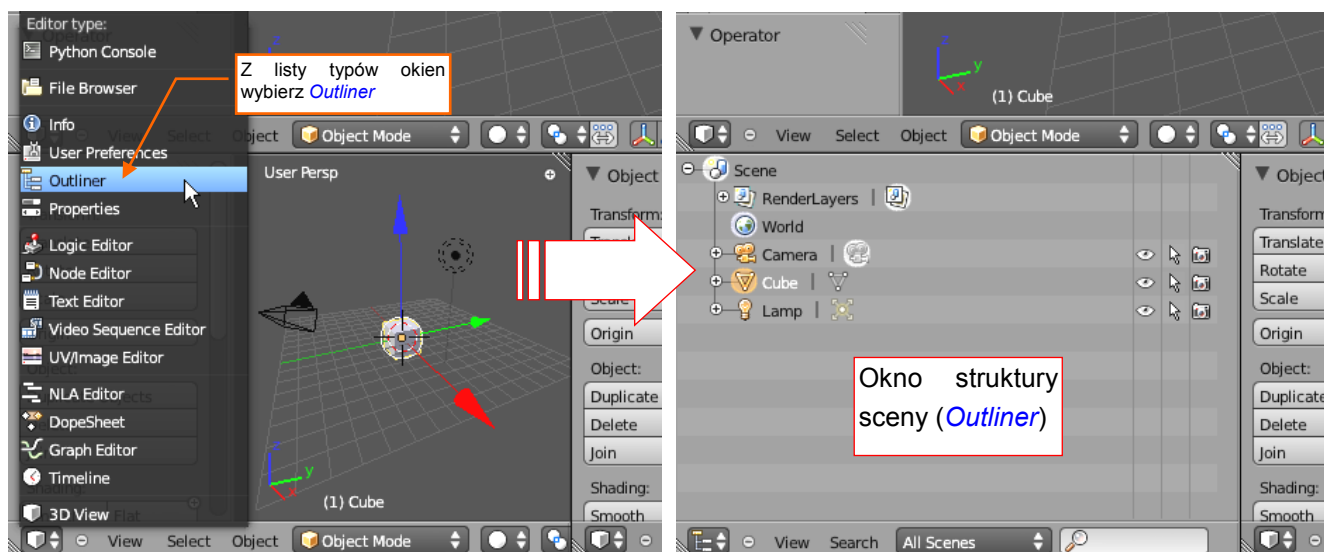 Editor type:
Python Console
File Browser
Info
User Preferences
Outliner
Properties
Logic Editor
Node Editor
Text Editor
Video Sequence Editor
UV/Image Editor
NLA Editor
DopeSheet
Graph Editor
Timeline
3D View
Z listy typów okien
wybierz Outliner
View Select Object Object Mode
User Persp
Object
Transform:
Scale
Origin
Object:
Duplicate
Delete
Join
Shading:
Smooth
z
y
x
(1) Cube
View Select Object Object Mode
Operator
z
y
x
(1) Cube
View Select Object Object Mode
Scene
RenderLayers
World
Camera
Cube
Lamp
Okno struktury
sceny (Outliner)
Object
Transform
Translate
Rotate
Scale
Origin
Object:
Duplicate
Delete
Join
Shading:
Smooth
View Search All Scenes